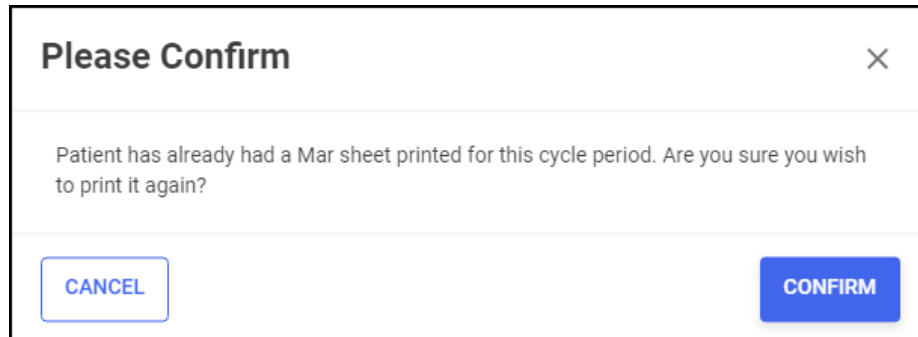 Please Confirm
Patient has already had a Mar sheet printed for this cycle period. Are you sure you wish
to print it again?
CANCEL
CONFIRM